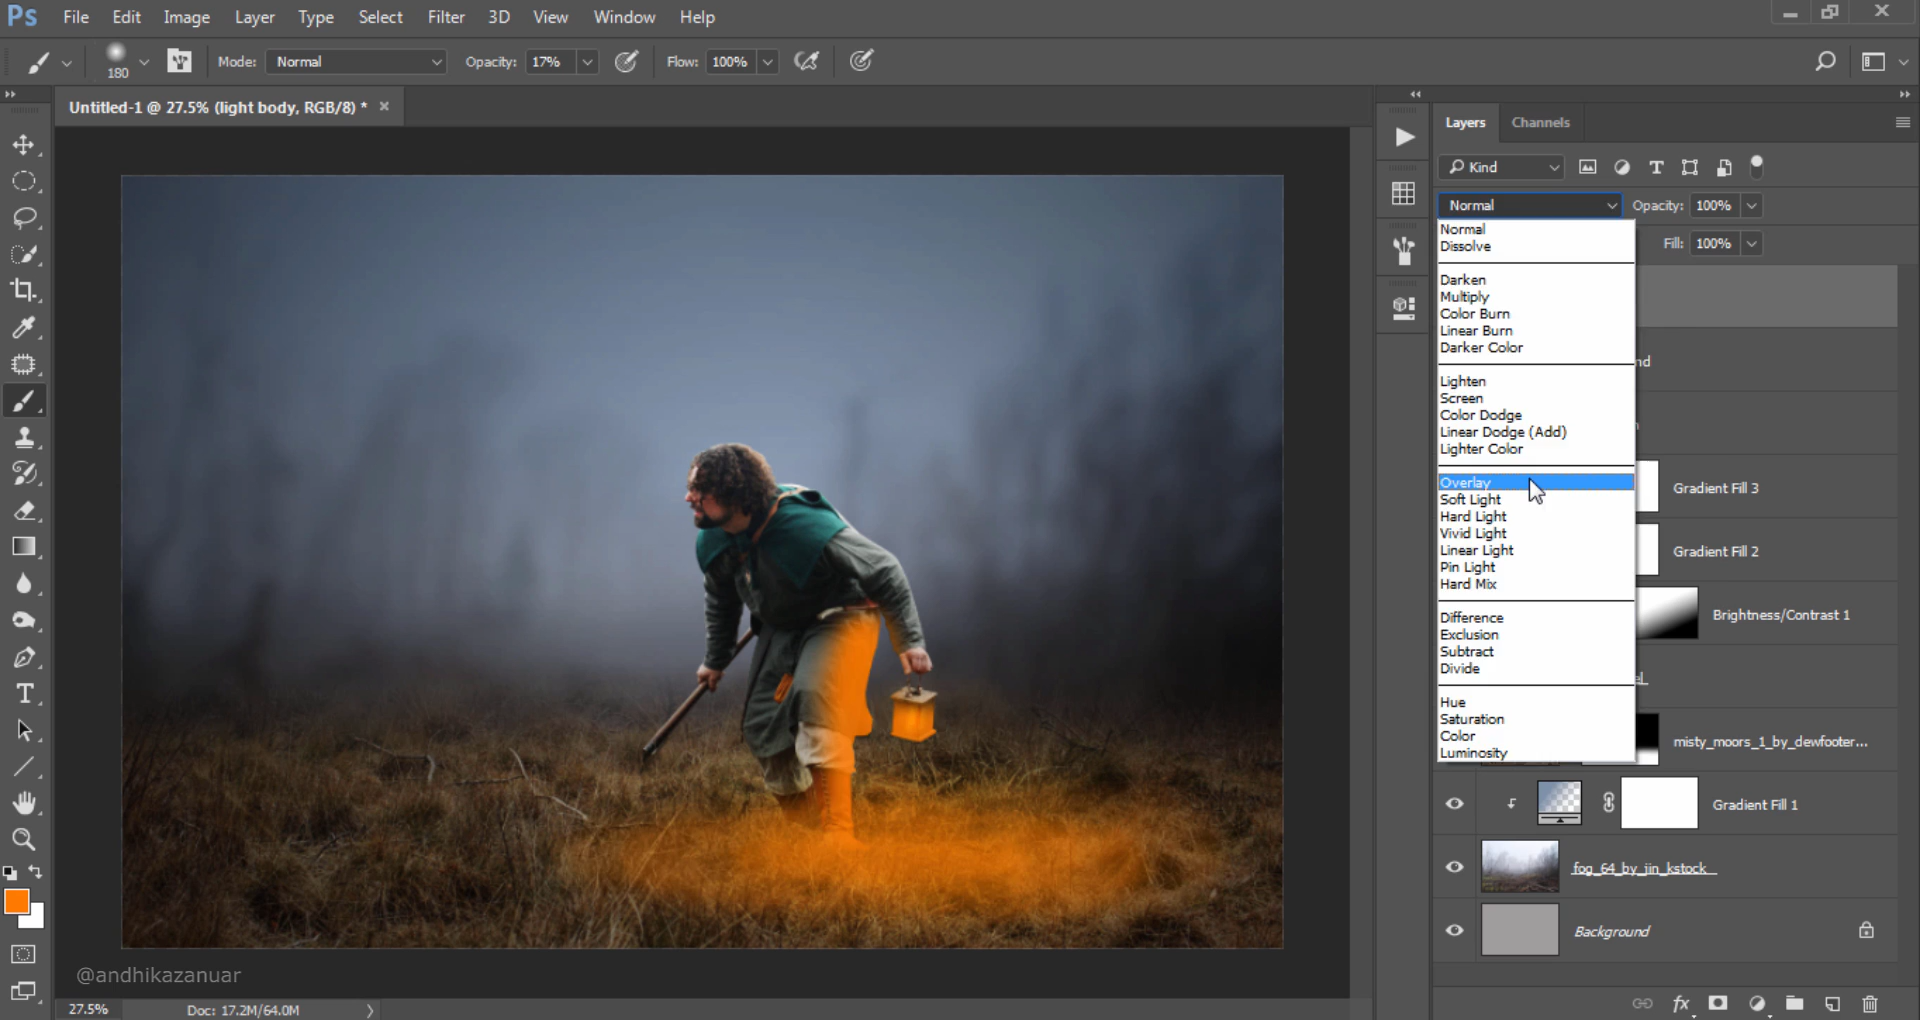 Ps File Edit Image Layer Type Select Filter 3D View Window Help
180 Mode: Normal Opacity: 17% Flow: 100%
Untitled-1 @ 27.5% (light body, RGB/8) * ×
Layers Channels
Kind
Normal Opacity: 100%
Fill: 100%
Normal
Dissolve
Darken
Multiply
Color Burn
Linear Burn
Darker Color
Lighten
Screen
Color Dodge
Linear Dodge (Add)
Lighter Color
Overlay
Soft Light
Hard Light
Vivid Light
Linear Light
Pin Light
Hard Mix
Difference
Exclusion
Subtract
Divide
Hue
Saturation
Color
Luminosity
nd
Gradient Fill 3
Gradient Fill 2
Brightness/Contrast 1
misty_moors_1_by_dewfooter...
Gradient Fill 1
fog_64_by_jin_kstock
Background
fx
@andhikazanuar
27.5% Doc: 17.2M/64.0M